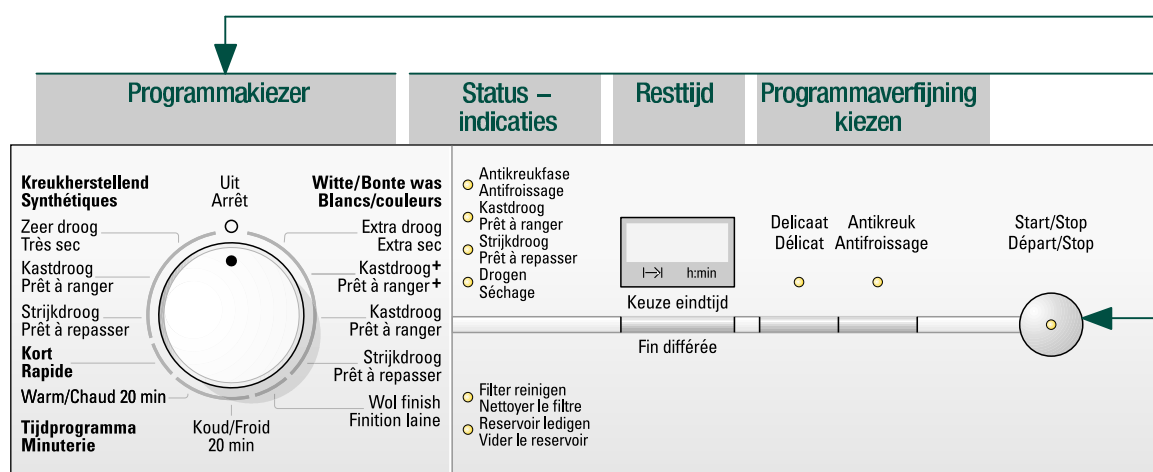 Programmakiezer
Status –
indicaties
Resttijd
Programmaverfijning
kiezen
Kreukherstellend
Synthétiques
Uit
Arrêt
Witte/Bonte was
Blancs/couleurs
Zeer droog
Très sec
Kastdroog
Prêt à ranger
Strijkdroog
Prêt à repasser
Kort
Rapide
Warm/Chaud 20 min
Tijdprogramma
Minuterie
Koud/Froid
20 min
Extra droog
Extra sec
Kastdroog+
Prêt à ranger+
Kastdroog
Prêt à ranger
Strijkdroog
Prêt à repasser
Wol finish
Finition laine
Antikreukfase
Antifroissage
Kastdroog
Prêt à ranger
Strijkdroog
Prêt à repasser
Drogen
Séchage
Filter reinigen
Nettoyer le filtre
Reservoir ledigen
Vider le reservoir
h:min
Keuze eindtijd
Fin différée
Delicaat
Délicat
Antikreuk
Antifroissage
Start/Stop
Départ/Stop